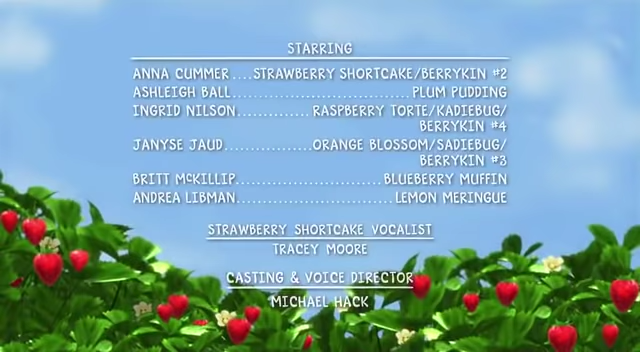 STARRING
ANNA CUMMER....STRAWBERRY SHORTCAKE/BERRYKIN #2
ASHLEIGH BALL..................................PLUM PUDDING
INGRID NILSON..............RASPBERRY TORTE/KADIEBUG/
BERRYKIN #4
JANYSE JAUD................ORANGE BLOSSOM/SADIEBUG/
BERRYKIN #3
BRITT McKILLIP.............................BLUEBERRY MUFFIN
ANDREA LIBMAN..............................LEMON MERINGUE
STRAWBERRY SHORTCAKE VOCALIST
TRACEY MOORE
CASTING & VOICE DIRECTOR
MICHAEL HACK